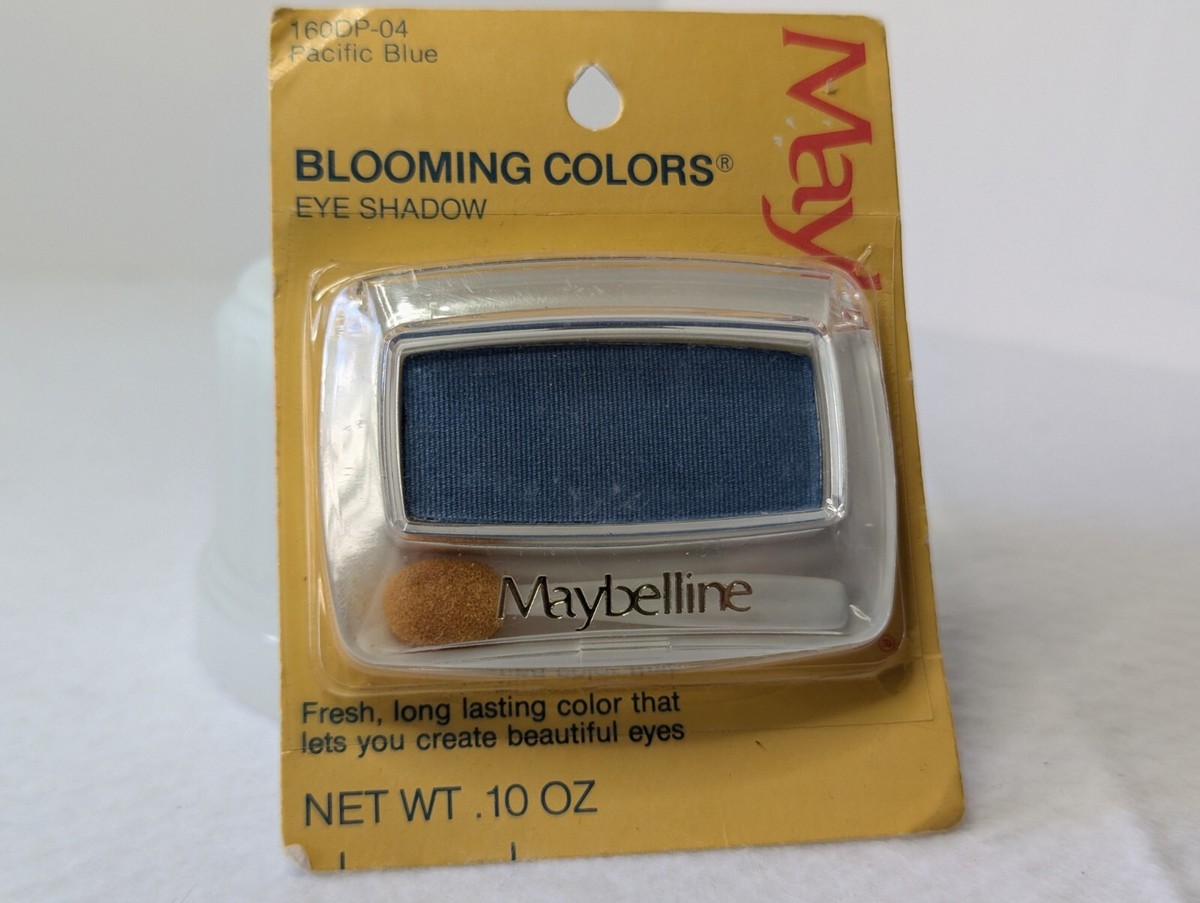 160DP-04
Pacific Blue
May
BLOOMING COLORS®
EYE SHADOW
Maybelline
Fresh, long lasting color that
lets you create beautiful eyes
NET WT .10 OZ